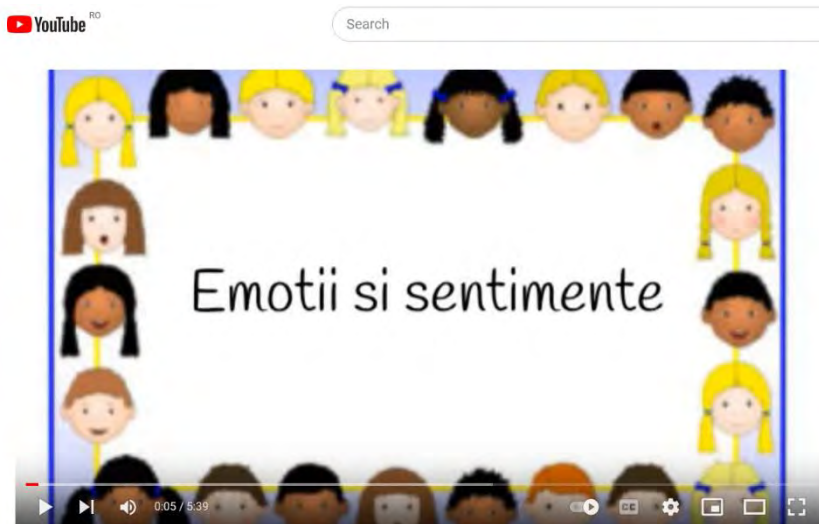 YouTube RO
Search
Emotii si sentimente
0:05 / 5:39
CC